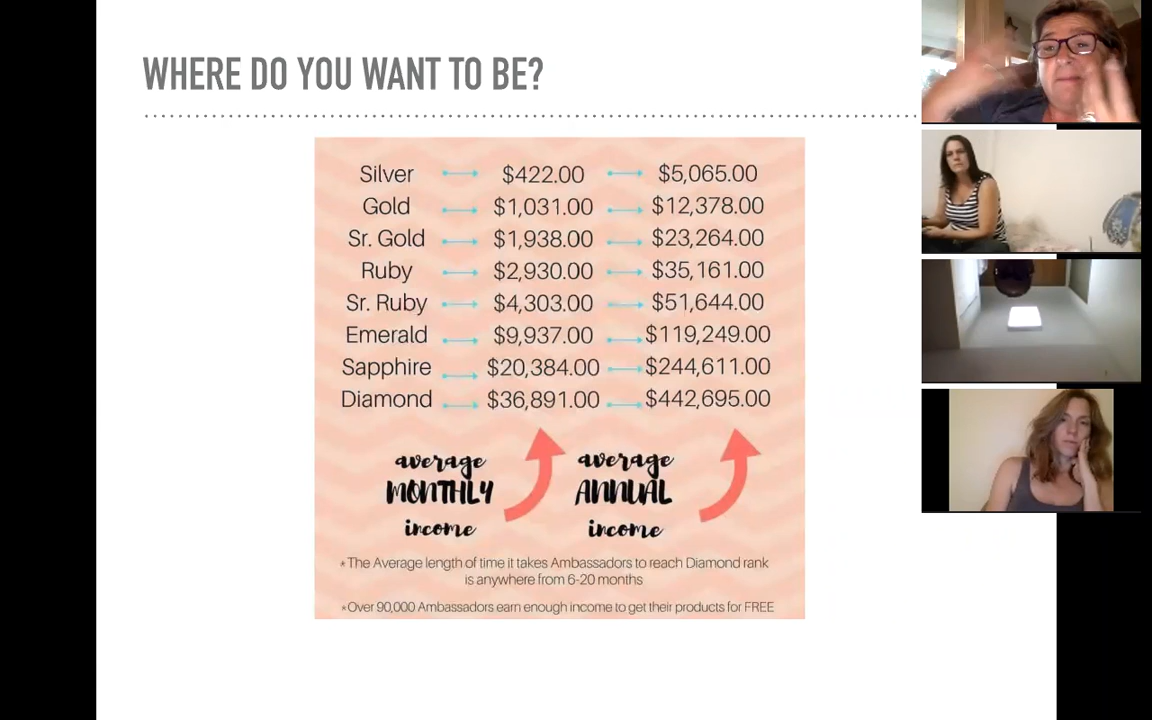 WHERE DO YOU WANT TO BE?
Silver $422.00 $5,065.00
Gold $1,031.00 $12,378.00
Sr. Gold $1,938.00 $23,264.00
Ruby $2,930.00 $35,161.00
Sr. Ruby $4,303.00 $51,644.00
Emerald $9,937.00 $119,249.00
Sapphire $20,384.00 $244,611.00
Diamond $36,891.00 $442,695.00
average average
MONTHLY ANNUAL
income income
*The Average length of time it takes Ambassadors to reach Diamond rank
is anywhere from 6-20 months
*Over 90,000 Ambassadors earn enough income to get their products for FREE